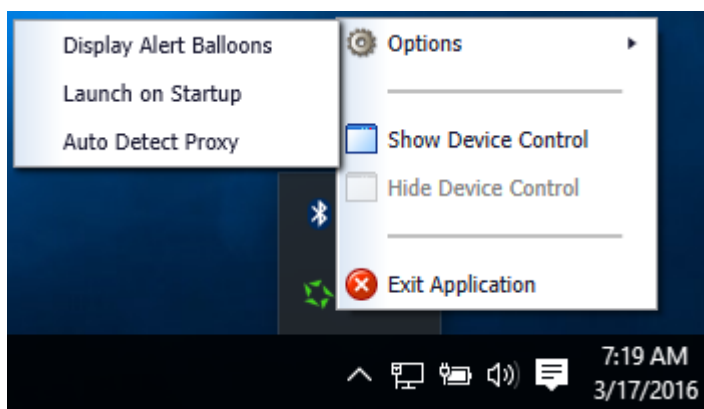 Display Alert Balloons
Launch on Startup
Auto Detect Proxy
Options
Show Device Control
Hide Device Control
Exit Application
7:19 AM
3/17/2016